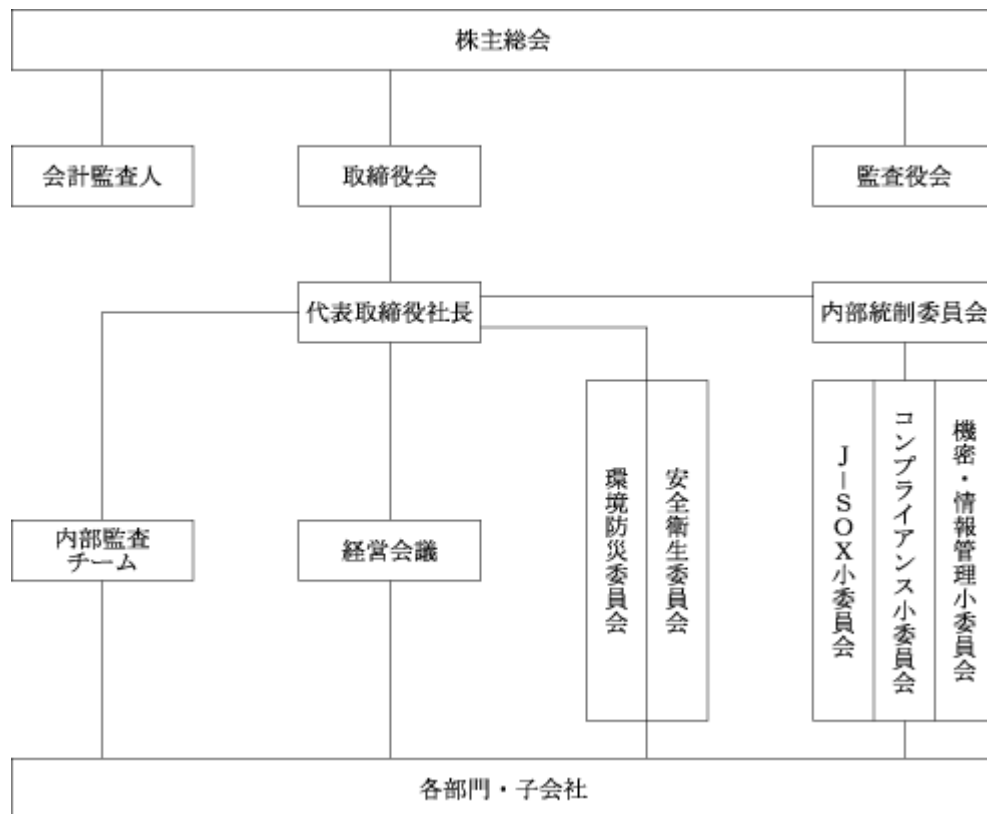 株主総会
会計監査人
取締役会
監査役会
代表取締役社長
内部統制委員会
内部監査
チーム
経営会議
環境防災委員会
安全衛生委員会
J－SOX小委員会
コンプライアンス小委員会
機密・情報管理小委員会
各部門・子会社